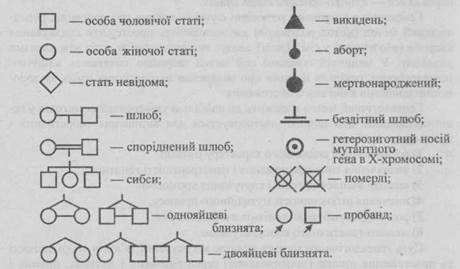 — особа чоловічої статі;
— особа жіночої статі;
— стать невідома;
— шлюб;
— споріднений шлюб;
— сибси;
— однояйцеві
близнята;
— двояйцеві близнята.
— викидень;
— аборт;
— мертвонароджений;
— бездітний шлюб;
— гетерозиготний носій
мутантного
гена в Х-хромосомі;
— померлі;
— пробанд;